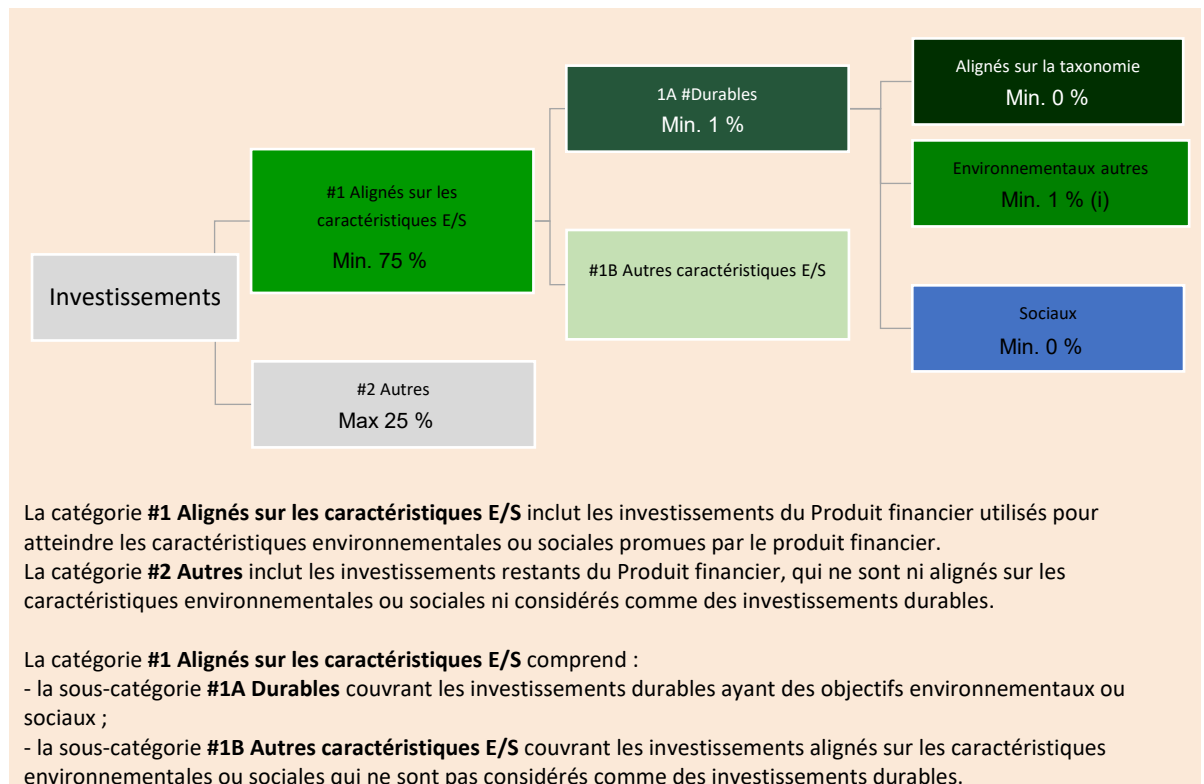 Alignés sur la taxonomie
Min. 0 %
1A #Durables
Min. 1 %
Environnementaux autres
Min. 1 % (i)
#1 Alignés sur les
caractéristiques E/S
Min. 75 %
#1B Autres caractéristiques E/S
Investissements
Sociaux
Min. 0 %
#2 Autres
Max 25 %
La catégorie #1 Alignés sur les caractéristiques E/S inclut les investissements du Produit financier utilisés pour
atteindre les caractéristiques environnementales ou sociales promues par le produit financier.
La catégorie #2 Autres inclut les investissements restants du Produit financier, qui ne sont ni alignés sur les
caractéristiques environnementales ou sociales ni considérés comme des investissements durables.
La catégorie #1 Alignés sur les caractéristiques E/S comprend :
- la sous-catégorie #1A Durables couvrant les investissements durables ayant des objectifs environnementaux ou
sociaux ;
- la sous-catégorie #1B Autres caractéristiques E/S couvrant les investissements alignés sur les caractéristiques
environnementales ou sociales qui ne sont pas considérés comme des investissements durables.